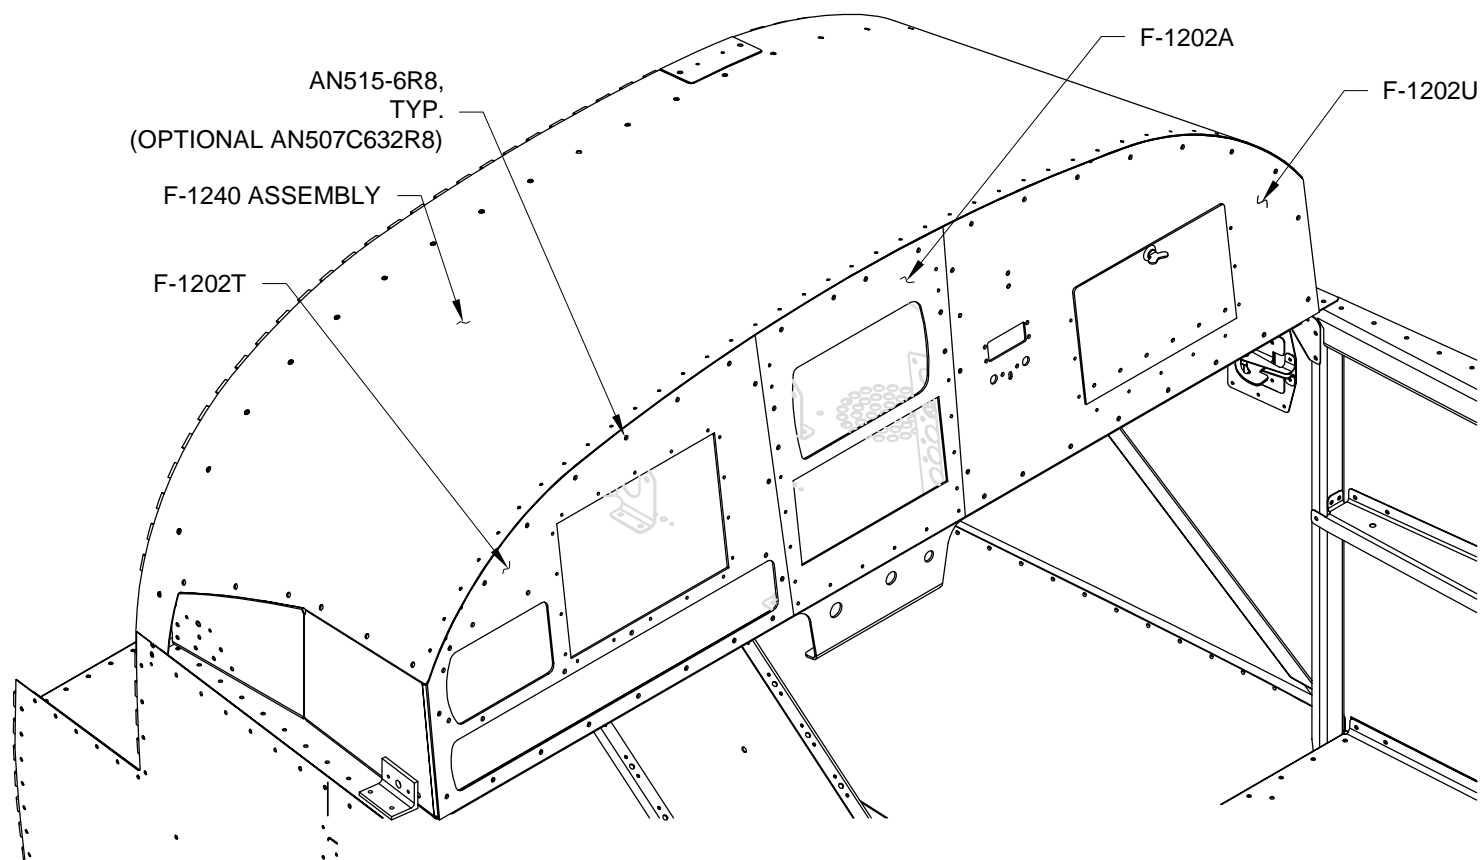 F-1202A
F-1202U
AN515-6R8,
TYP.
(OPTIONAL AN507C632R8)
F-1240 ASSEMBLY
F-1202T